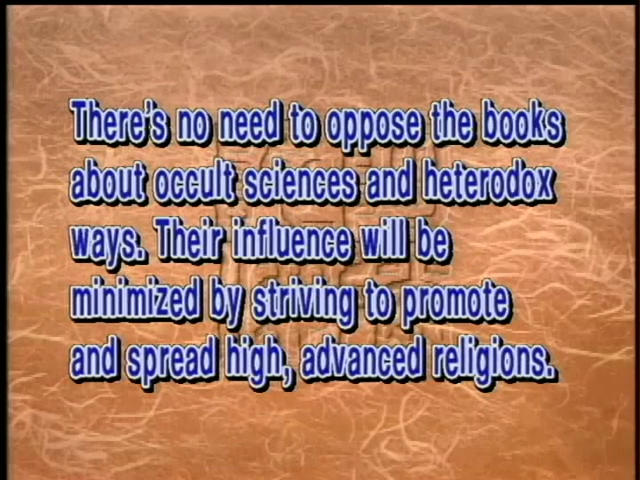 There's no need to oppose the books
about occult sciences and heterodox
ways. Their influence will be
minimized by striving to promote
and spread high, advanced religions.